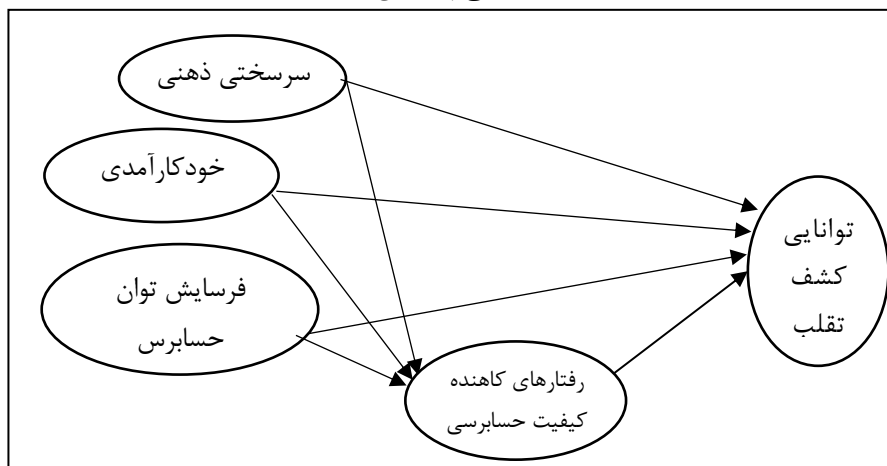 سرسختی ذهنی
خودکارآمدی
فرسایش توان
حسابرس
رفتارهای کاهنده
کیفیت حسابرسی
توانایی
کشف
تقلب